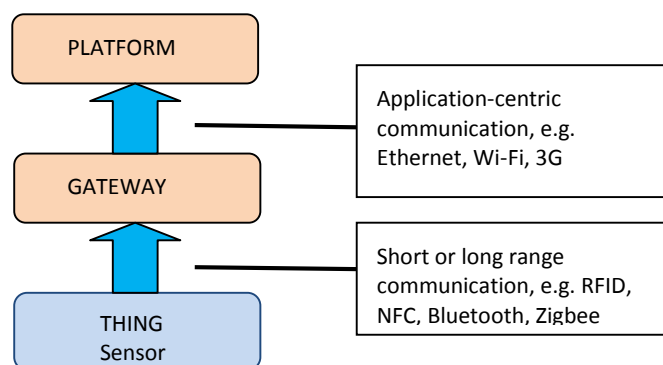 PLATFORM
Application-centric
communication, e.g.
Ethernet, Wi-Fi, 3G
GATEWAY
Short or long range
communication, e.g. RFID,
NFC, Bluetooth, Zigbee
THING
Sensor